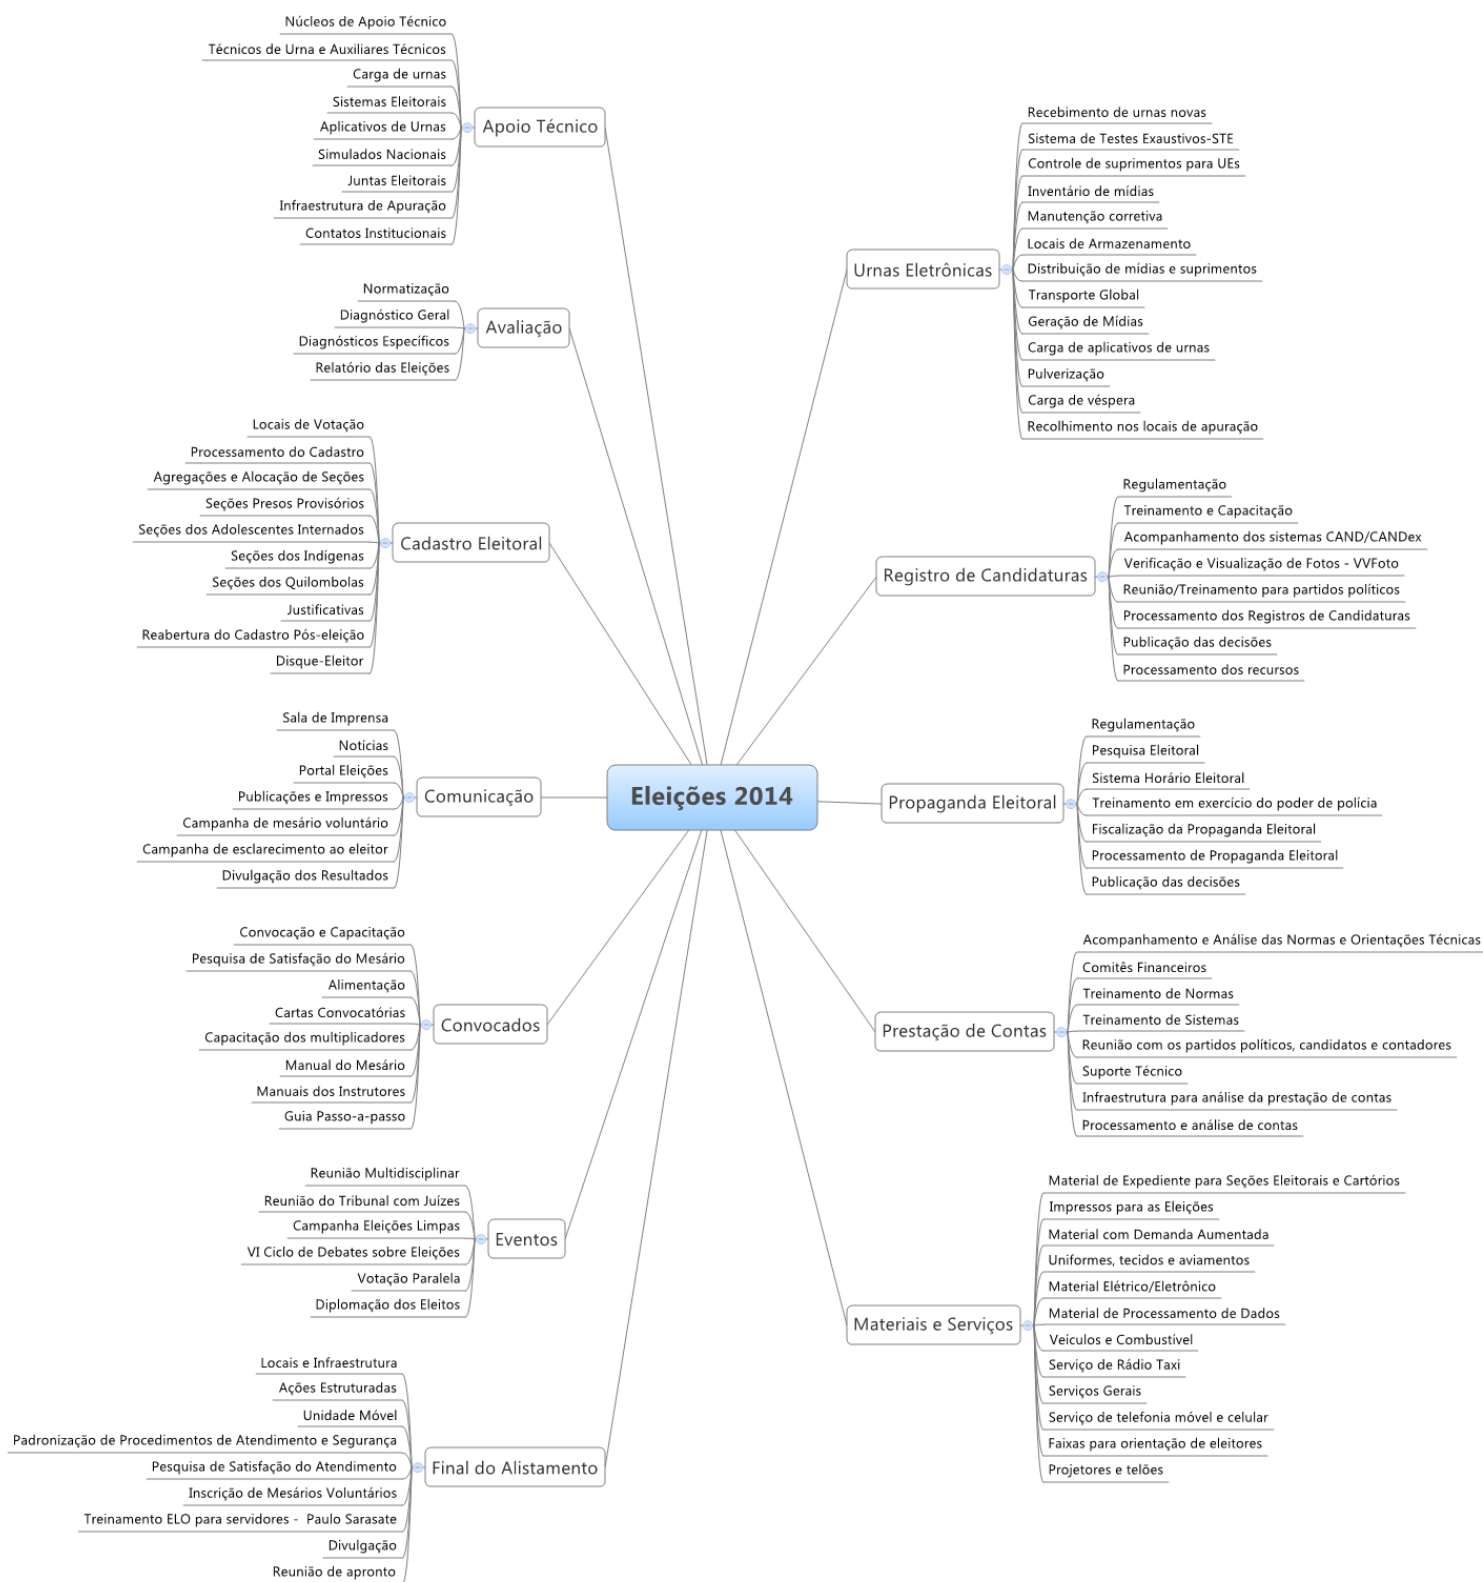 Eleições 2014
Apoio Técnico
Núcleos de Apoio Técnico
Técnicos de Urna e Auxiliares Técnicos
Carga de urnas
Sistemas Eleitorais
Aplicativos de Urnas
Simulados Nacionais
Juntas Eleitorais
Infraestrutura de Apuração
Contatos Institucionais
Avaliação
Normatização
Diagnóstico Geral
Diagnósticos Específicos
Relatório das Eleições
Cadastro Eleitoral
Locais de Votação
Processamento do Cadastro
Agregações e Alocação de Seções
Seções Presos Provisórios
Seções dos Adolescentes Internados
Seções dos Indígenas
Seções dos Quilombolas
Justificativas
Reabertura do Cadastro Pós-eleição
Disque-Eleitor
Comunicação
Sala de Imprensa
Notícias
Portal Eleições
Publicações e Impressos
Campanha de mesário voluntário
Campanha de esclarecimento ao eleitor
Divulgação dos Resultados
Convocados
Convocação e Capacitação
Pesquisa de Satisfação do Mesário
Alimentação
Cartas Convocatórias
Capacitação dos multiplicadores
Manual do Mesário
Manuais dos Instrutores
Guia Passo-a-passo
Eventos
Reunião Multidisciplinar
Reunião do Tribunal com Juízes
Campanha Eleições Limpas
VI Ciclo de Debates sobre Eleições
Votação Paralela
Diplomação dos Eleitos
Final do Alistamento
Locais e Infraestrutura
Ações Estruturadas
Unidade Móvel
Padronização de Procedimentos de Atendimento e Segurança
Pesquisa de Satisfação do Atendimento
Inscrição de Mesários Voluntários
Treinamento ELO para servidores - Paulo Sarasate
Divulgação
Reunião de apronto
Urnas Eletrônicas
Recebimento de urnas novas
Sistema de Testes Exaustivos-STE
Controle de suprimentos para UEs
Inventário de mídias
Manutenção corretiva
Locais de Armazenamento
Distribuição de mídias e suprimentos
Transporte Global
Geração de Mídias
Carga de aplicativos de urnas
Pulverização
Carga de véspera
Recolhimento nos locais de apuração
Registro de Candidaturas
Regulamentação
Treinamento e Capacitação
Acompanhamento dos sistemas CAND/CANDex
Verificação e Visualização de Fotos - VVFoto
Reunião/Treinamento para partidos políticos
Processamento dos Registros de Candidaturas
Publicação das decisões
Processamento dos recursos
Propaganda Eleitoral
Regulamentação
Pesquisa Eleitoral
Sistema Horário Eleitoral
Treinamento em exercício do poder de polícia
Fiscalização da Propaganda Eleitoral
Processamento de Propaganda Eleitoral
Publicação das decisões
Prestação de Contas
Acompanhamento e Análise das Normas e Orientações Técnicas
Comitês Financeiros
Treinamento de Normas
Treinamento de Sistemas
Reunião com os partidos políticos, candidatos e contadores
Suporte Técnico
Infraestrutura para análise da prestação de contas
Processamento e análise de contas
Materiais e Serviços
Material de Expediente para Seções Eleitorais e Cartórios
Impressos para as Eleições
Material com Demanda Aumentada
Uniformes, tecidos e aviamentos
Material Elétrico/Eletrônico
Material de Processamento de Dados
Veículos e Combustível
Serviço de Rádio Taxi
Serviços Gerais
Serviço de telefonia móvel e celular
Faixas para orientação de eleitores
Projetores e telões